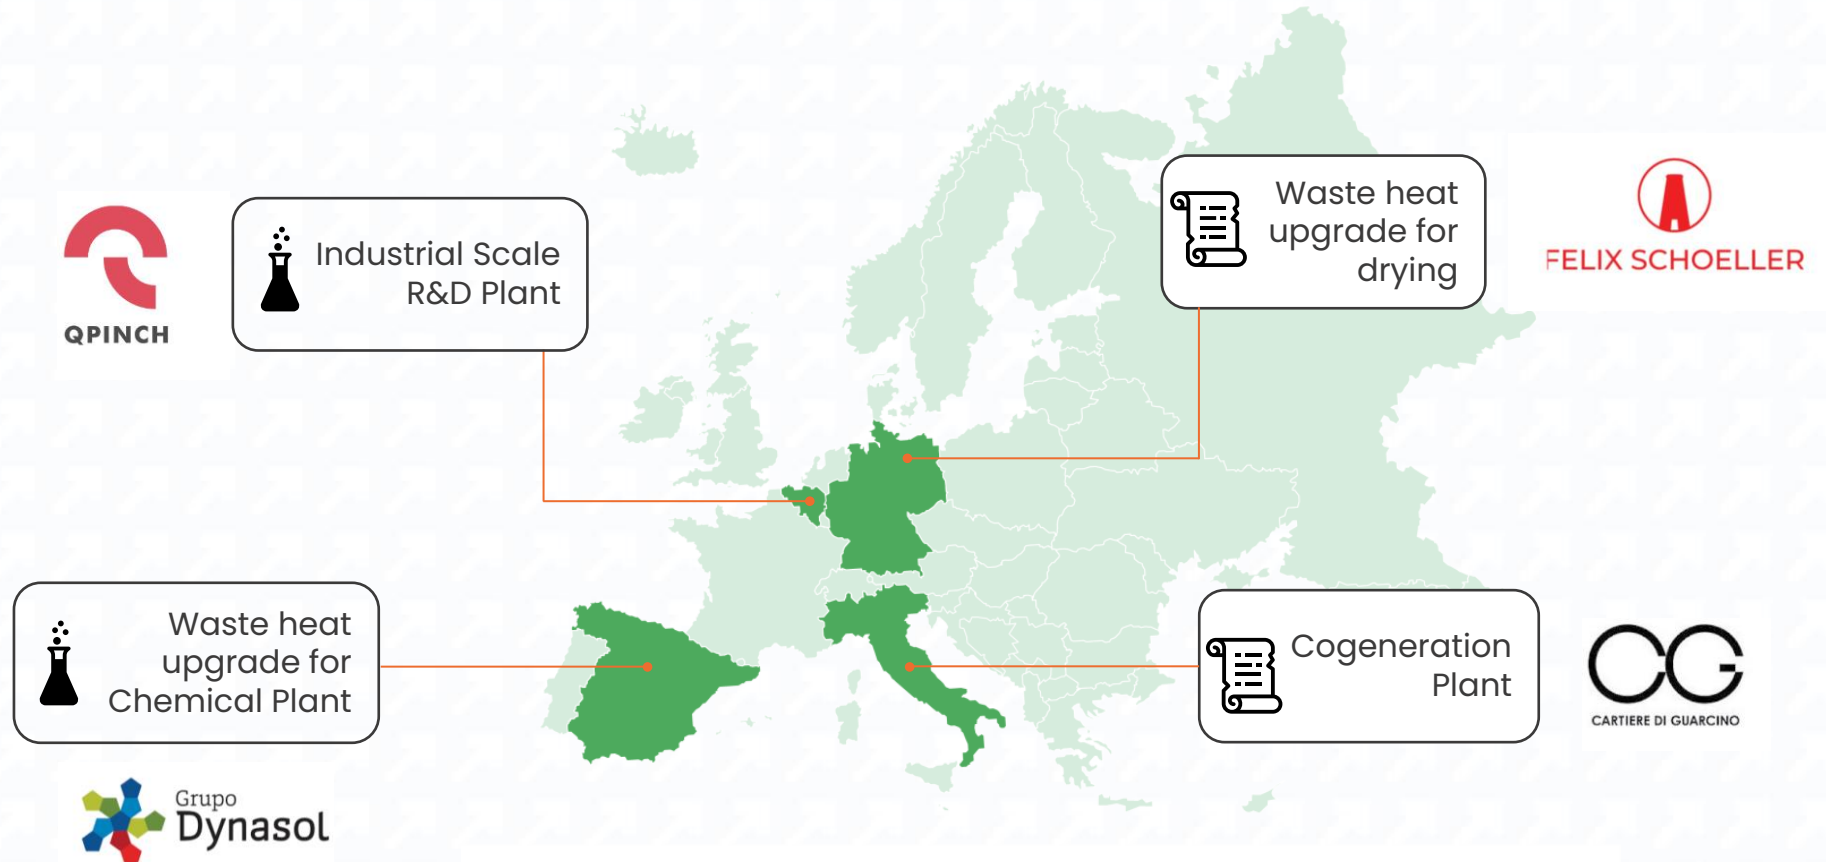 QPINCH
Industrial Scale
R&D Plant
Waste heat
upgrade for
drying
FELIX SCHOELLER
Waste heat
upgrade for
Chemical Plant
Grupo
Dynasol
Cogeneration
Plant
CG
CARTIERE DI GUARCINO